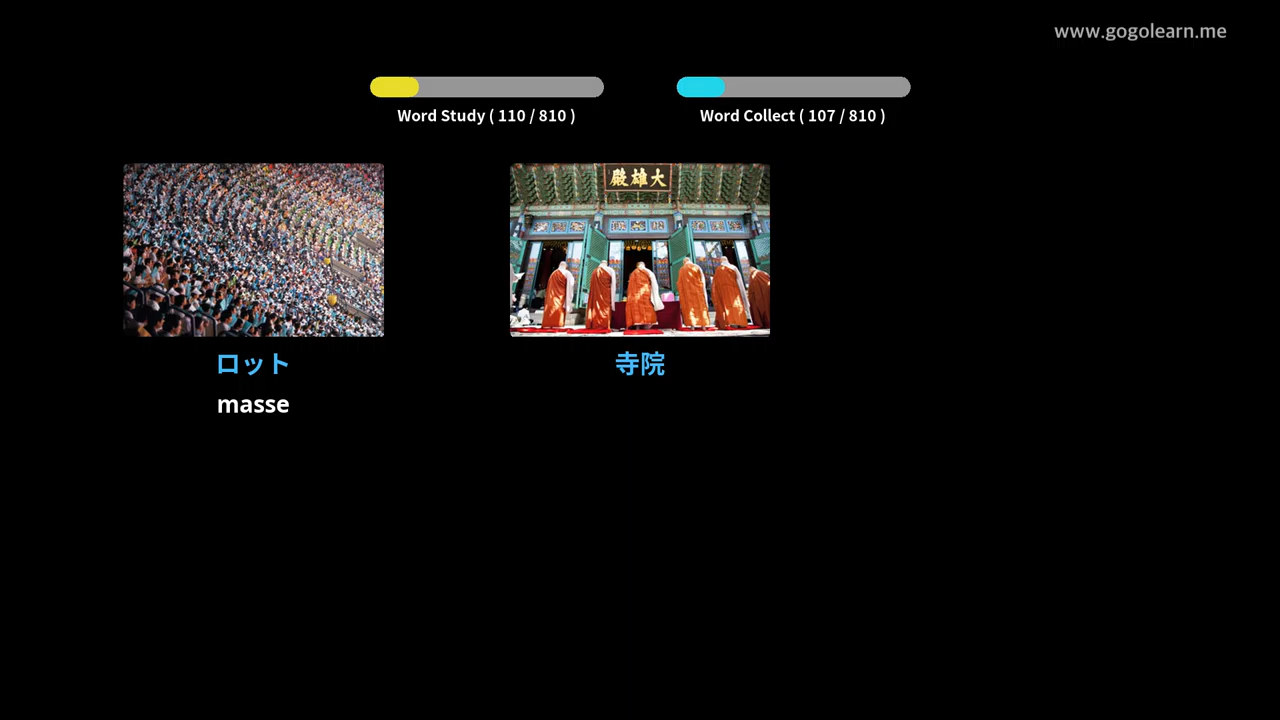 www.gogolearn.me
Word Study ( 110 / 810 )
Word Collect ( 107 / 810 )
殿雄大
ロット
寺院
masse